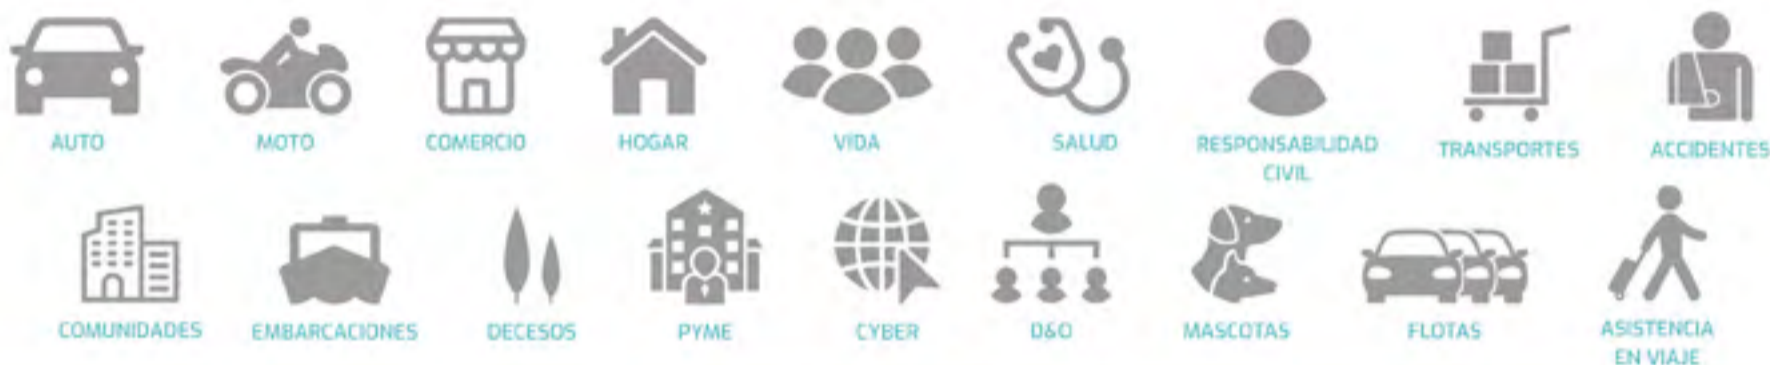 AUTO
MOTO
COMERCIO
HOGAR
VIDA
SALUD
RESPONSABILIDAD
CIVIL
TRANSPORTES
ACCIDENTES
COMUNIDADES
EMBARCACIONES
DECESOS
PYME
CYBER
D&O
MASCOTAS
FLOTAS
ASISTENCIA
EN VIAJE